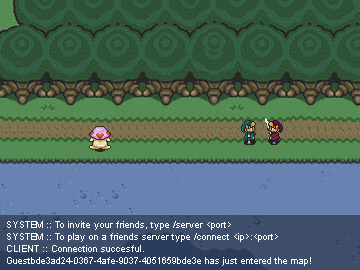 SYSTEM :: To invite your friends, type /server <port>
SYSTEM :: To play on a friends server type /connect <ip>:<port>
CLIENT :: Connection succesful.
Guestbde3ad24-0367-4afe-9037-4051659bde3e has just entered the map!